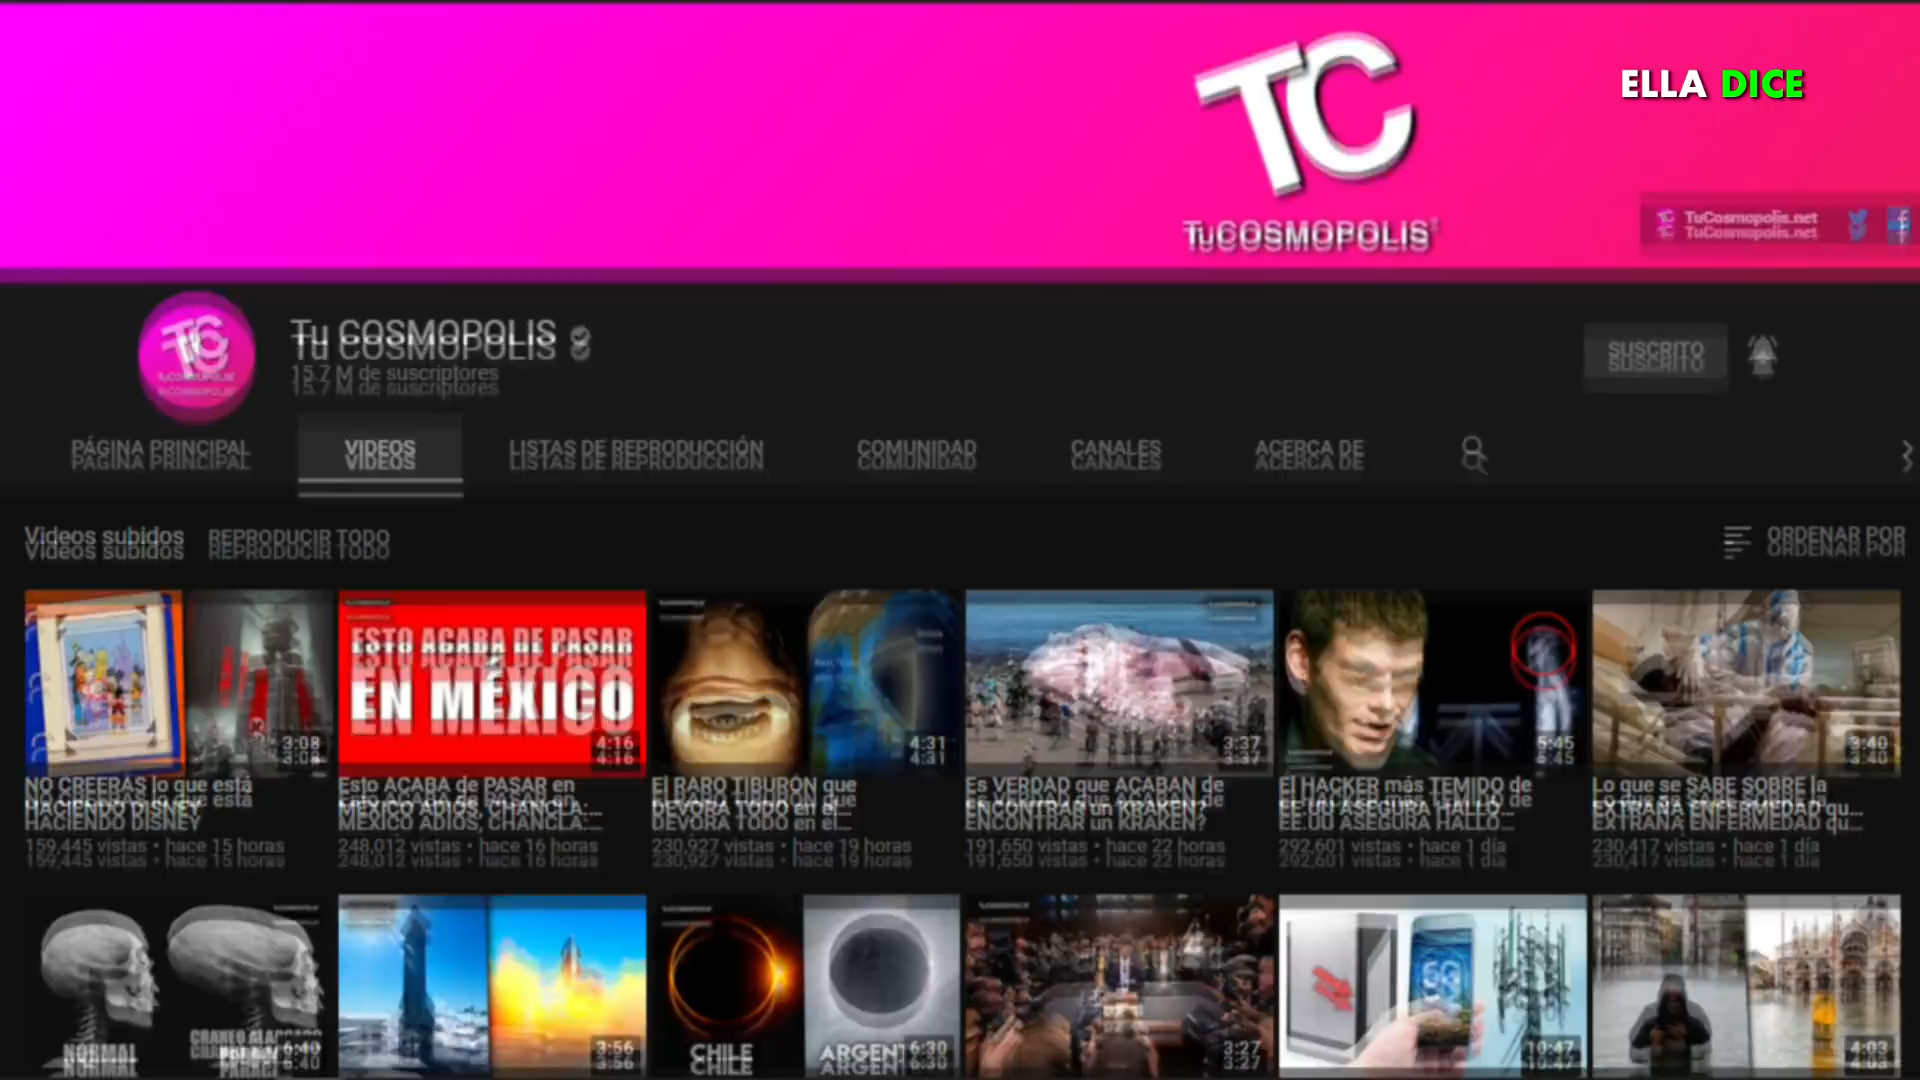 TC
ELLA DICE
TuCOSMOPOLIS
TuCosmopolis.net
TC
Tu COSMOPOLIS
15.7 M de suscriptores
SUSCRITO
PÁGINA PRINCIPAL
VIDEOS
LISTAS DE REPRODUCCIÓN
COMUNIDAD
CANALES
ACERCA DE
Videos subidos
REPRODUCIR TODO
ORDENAR POR
ESTO ACABA DE PASAR
EN MÉXICO
3:08
4:16
4:31
3:37
5:45
3:40
NO CREERÁS lo que está
HACIENDO DISNEY
159,445 vistas • hace 15 horas
Esto ACABA de PASAR en
MÉXICO ADIÓS, CHANCLA:...
248,012 vistas • hace 16 horas
El RARO TIBURÓN que
DEVORA TODO en el...
230,927 vistas • hace 19 horas
Es VERDAD que ACABAN de
ENCONTRAR un KRAKEN?
191,650 vistas • hace 22 horas
El HACKER más TEMIDO de
EE.UU ASEGURA HALLÓ...
292,601 vistas • hace 1 día
Lo que se SABE SOBRE la
EXTRAÑA ENFERMEDAD qu...
230,417 vistas • hace 1 día
NORMAL
6:40
3:56
CHILE
6:30
3:27
5G
10:47
4:03